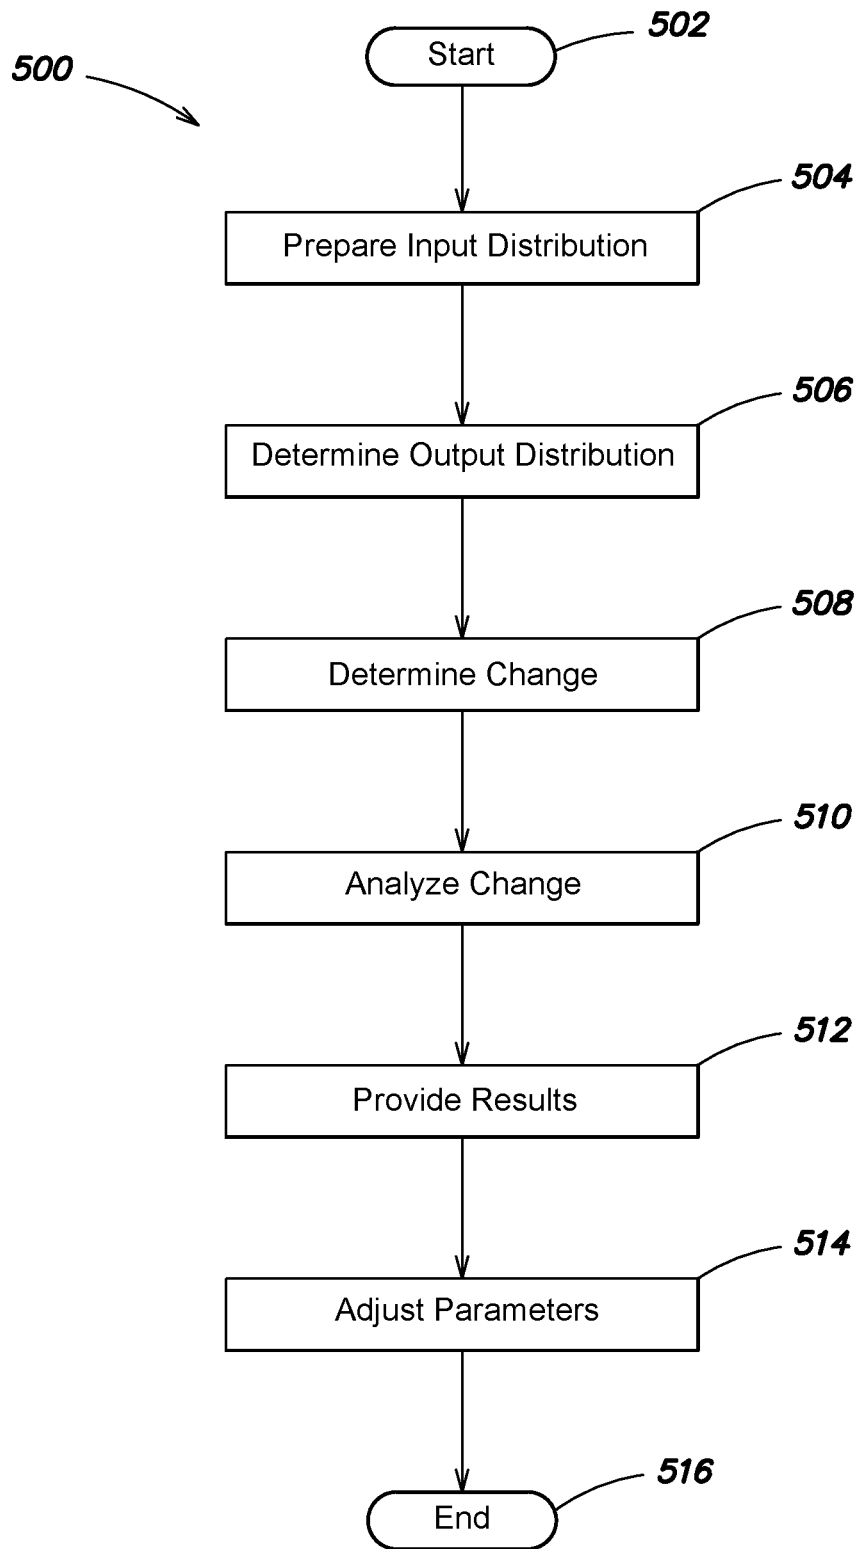 502
Start
500
504
Prepare Input Distribution
506
Determine Output Distribution
508
Determine Change
510
Analyze Change
512
Provide Results
514
Adjust Parameters
516
End